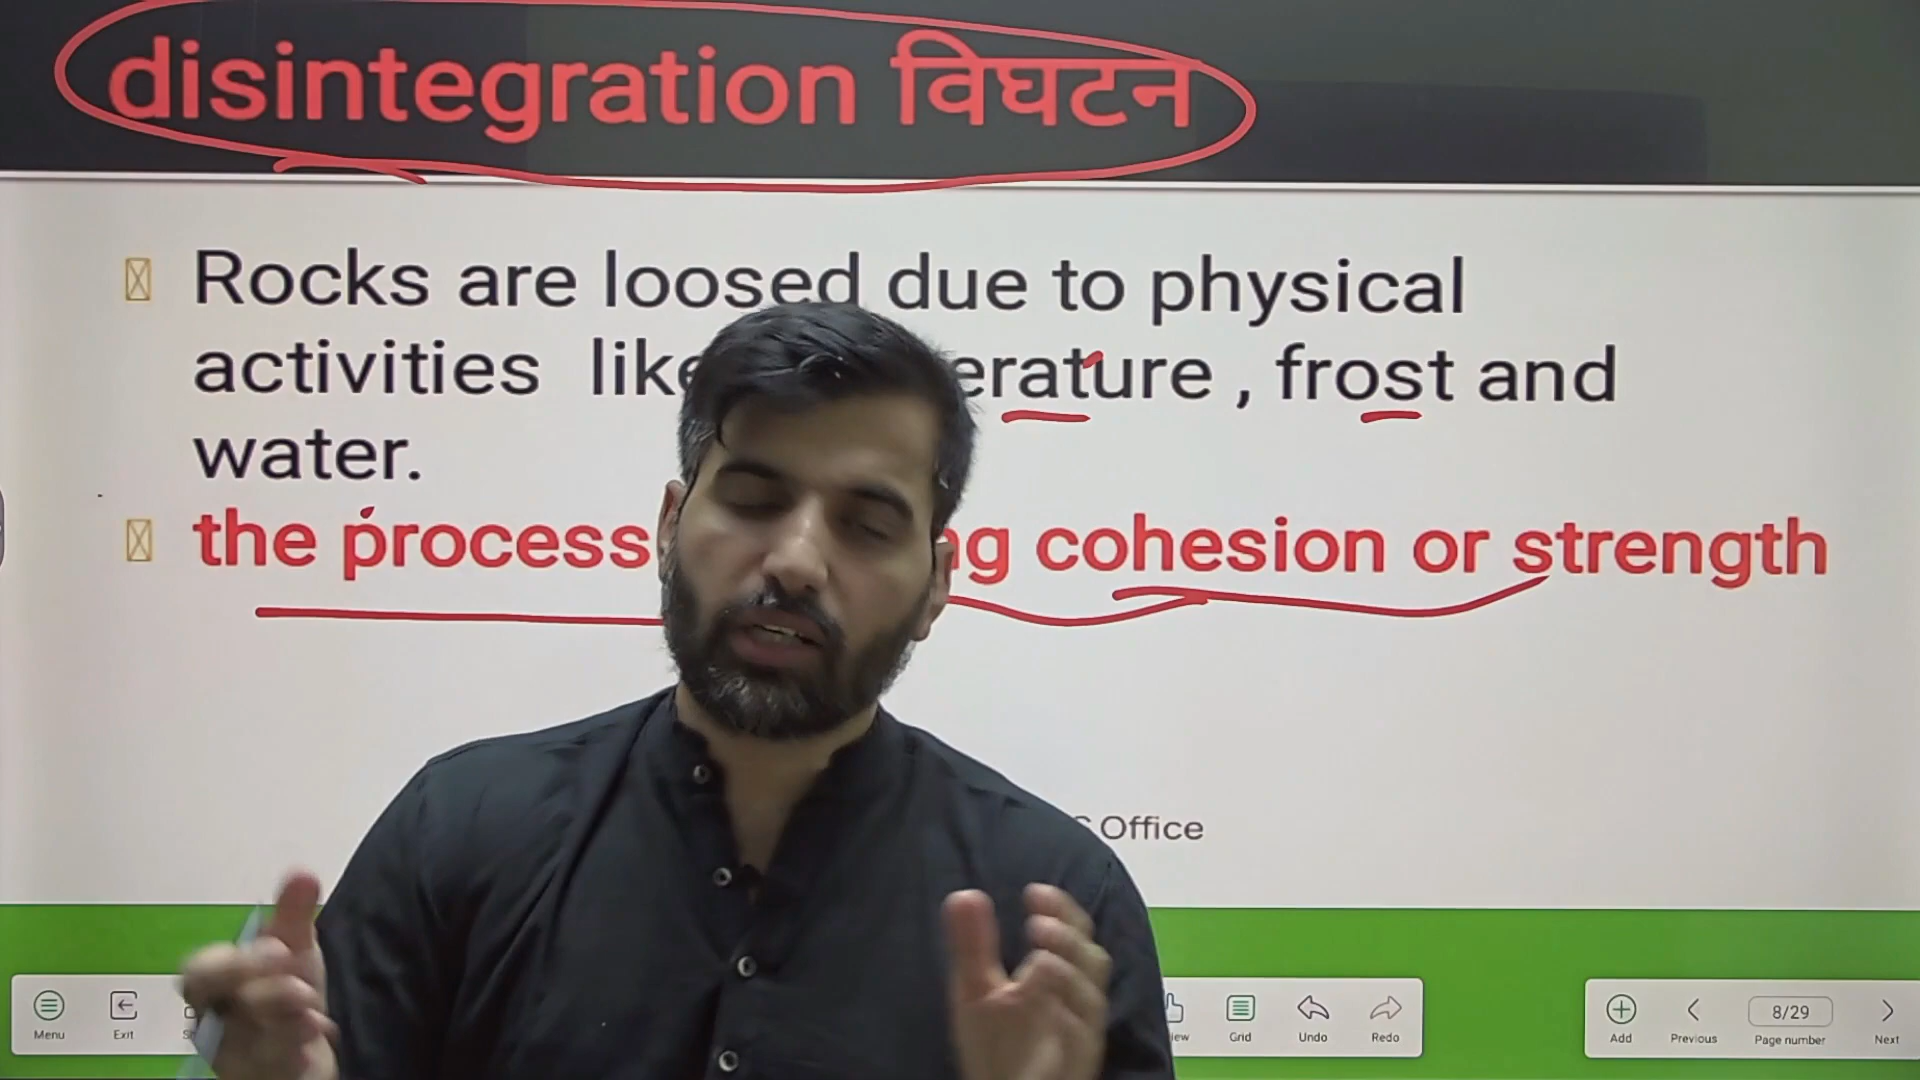 disintegration विघटन
Rocks are loosed due to physical
activities like erature , frost and
water.
the process ng cohesion or strength
Office
Menu
Exit
Grid
Undo
Redo
Add
Previous
8/29
Page number
Next